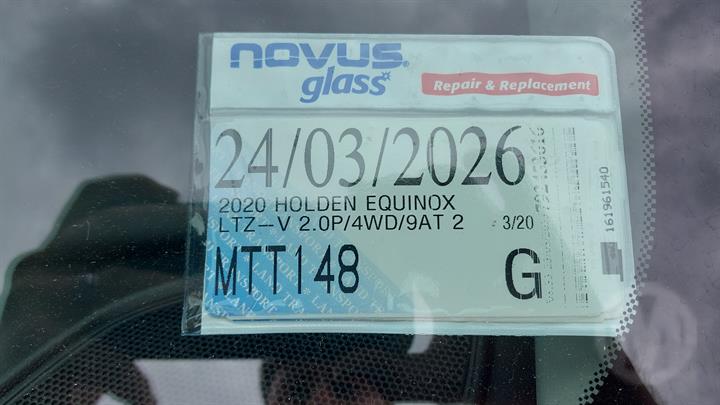 novus
glass
Repair & Replacement
24/03/2026
2020 HOLDEN EQUINOX
LTZ-V 2.0P/4WD/9AT 2 3/20
MTT148 G
161961540